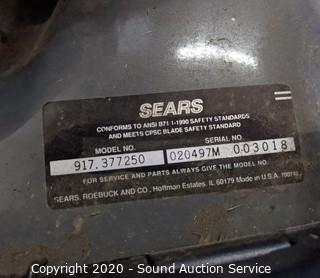 SEARS
CONFORMS TO ANSI B71.1-1990 SAFETY STANDARDS
AND MEETS CPSC BLADE SAFETY STANDARD
MODEL NO.
SERIAL NO.
917.377250
020497M 003018
FOR SERVICE AND PARTS ALWAYS GIVE THE MODEL NO. & SERIAL NO.
SEARS, ROEBUCK AND CO., Hoffman Estates, IL 60179 Made in U.S.A.
Copyright © 2020 - Sound Auction Service